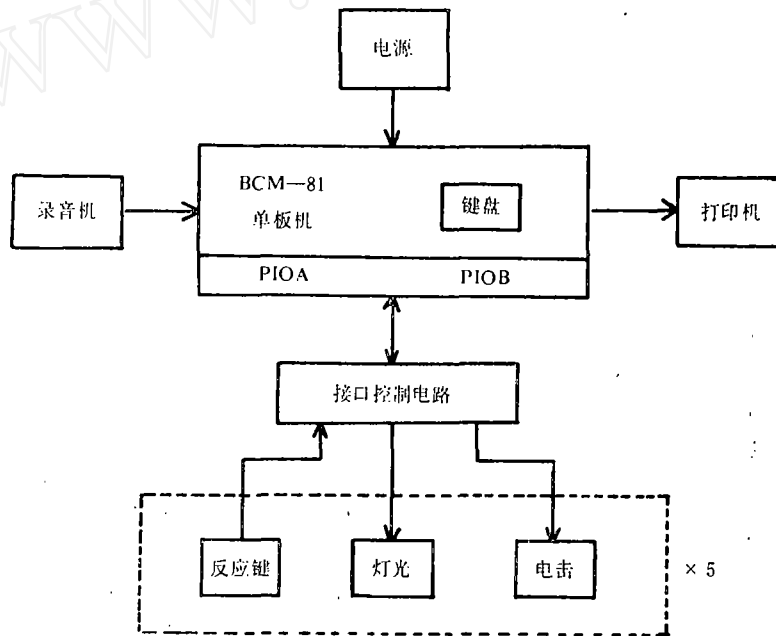 WWW.
电源
录音机
BCM—81
单板机
键盘
打印机
PIOA
PIOB
接口控制电路
反应键
灯光
电击
× 5